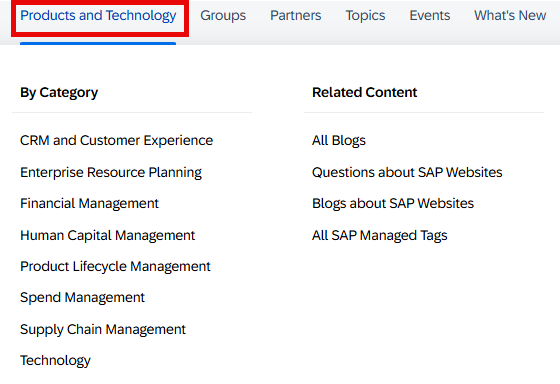 Products and Technology Groups Partners Topics Events What's New
By Category
CRM and Customer Experience
Enterprise Resource Planning
Financial Management
Human Capital Management
Product Lifecycle Management
Spend Management
Supply Chain Management
Technology
Related Content
All Blogs
Questions about SAP Websites
Blogs about SAP Websites
All SAP Managed Tags